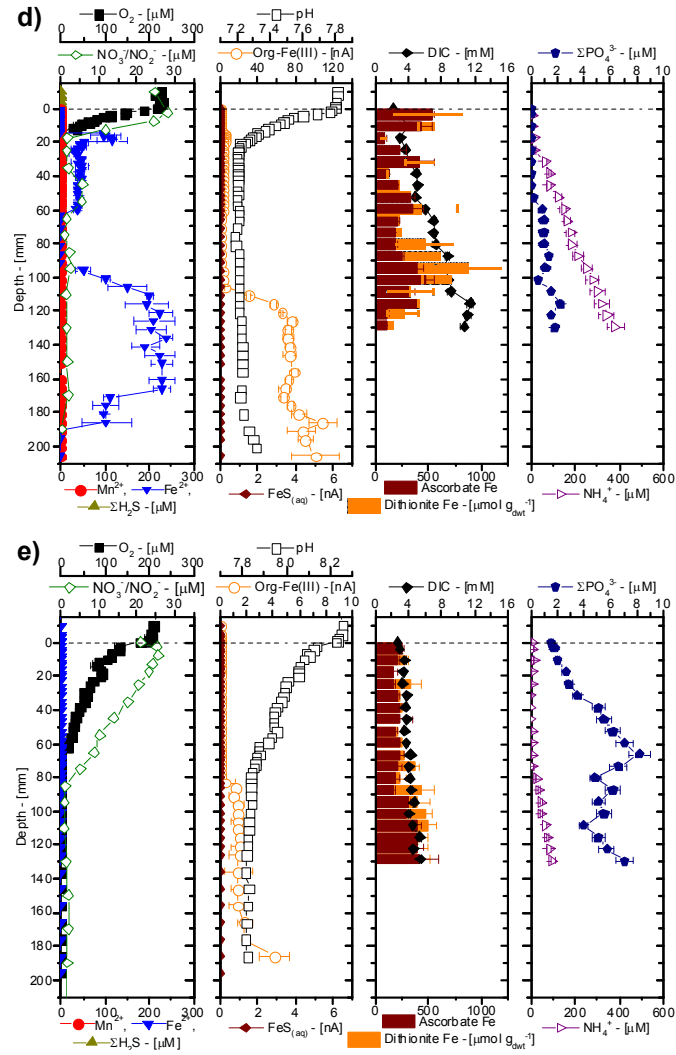 d)
O₂ - [µM]
0 100 200 300
NO₃⁻/NO₂⁻ - [µM]
0 10 20 30
pH
7.2 7.4 7.6 7.8
Org-Fe(III) - [nA]
0 2 4 6 8 10
DIC - [mM]
0 4 8 12 16
ΣPO₄³⁻ - [µM]
0 2 4 6 8 10
Depth - [mm]
0
20
40
60
80
100
120
140
160
180
200
0 100 200 300
0 2 4 6
0 500 1000
0 200 400 600
Mn²⁺, Fe²⁺,
ΣH₂S - [µM]
FeS(aq) - [nA]
Ascorbate Fe
Dithionite Fe - [µmol g dwt⁻¹]
NH₄⁺ - [µM]
e)
O₂ - [µM]
0 100 200 300
NO₃⁻/NO₂⁻ - [µM]
0 26 52
pH
7.8 8.0 8.2
Org-Fe(III) - [nA]
0 2 4 6 8 10
DIC - [mM]
0 4 8 12 16
ΣPO₄³⁻ - [µM]
0 2 4 6 8 10
Depth - [mm]
0
20
40
60
80
100
120
140
160
180
200
0 100 200 300
0 2 4 6
0 500 1000
0 200 400 600
Mn²⁺, Fe²⁺,
ΣH₂S - [µM]
FeS(aq) - [nA]
Ascorbate Fe
Dithionite Fe - [µmol g dwt⁻¹]
NH₄⁺ - [µM]